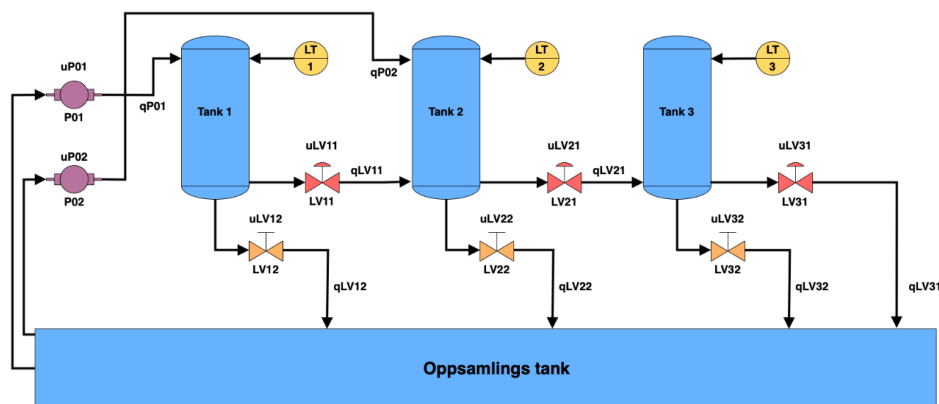 LT
1
LT
2
LT
3
uP01
qP02
P01
qP01
Tank 1
Tank 2
Tank 3
uP02
P02
uLV11
qLV11
LV11
uLV21
qLV21
LV21
uLV31
LV31
uLV12
LV12
uLV22
LV22
uLV32
LV32
qLV12
qLV22
qLV32
qLV31
Oppsamlings tank